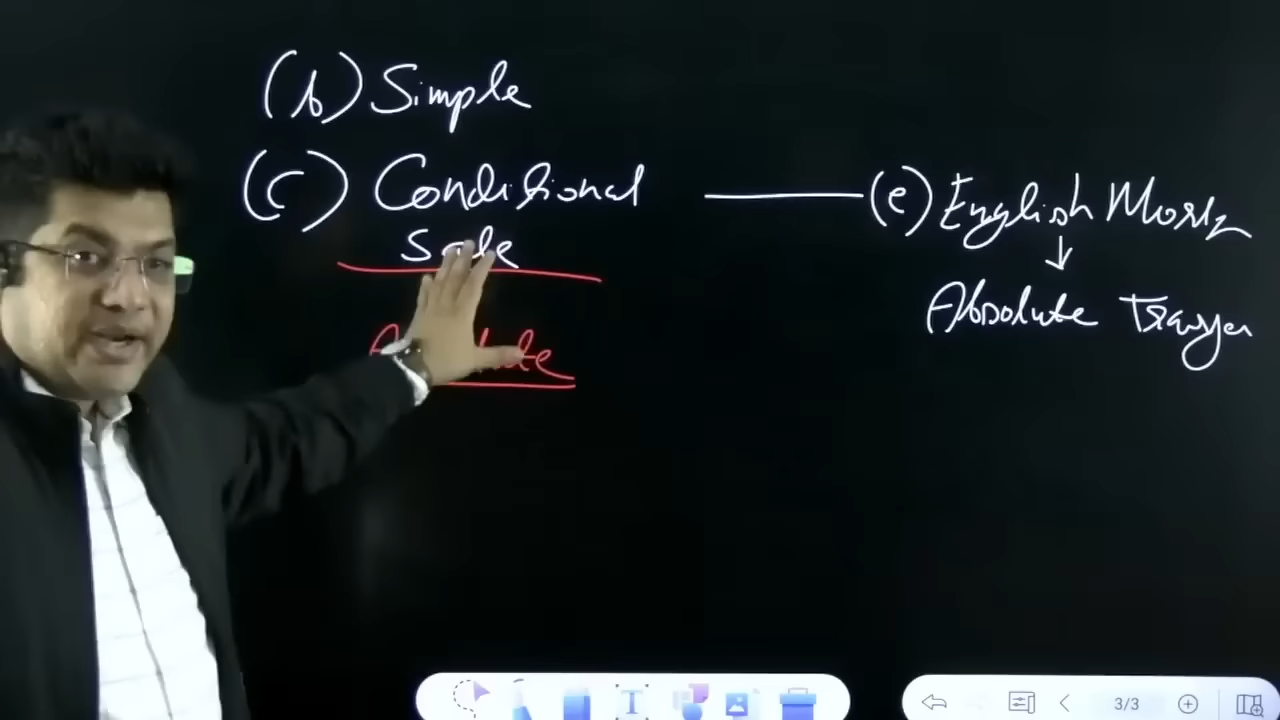 (b) Simple
(c) Conditional
Sale
(e) English Mortg
Absolute Transfer
3/3
T